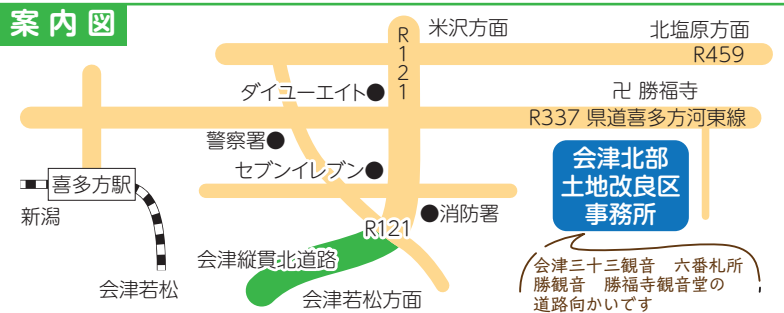 案内図
R121
米沢方面
北塩原方面
R459
ダイユーエイト
卍 勝福寺
R337 県道喜多方河東線
警察署
セブンイレブン
会津北部
土地改良区
事務所
喜多方駅
新潟
消防署
R121
会津縦貫北道路
会津若松
会津若松方面
会津三十三観音 六番札所
勝観音 勝福寺観音堂の
道路向かいです